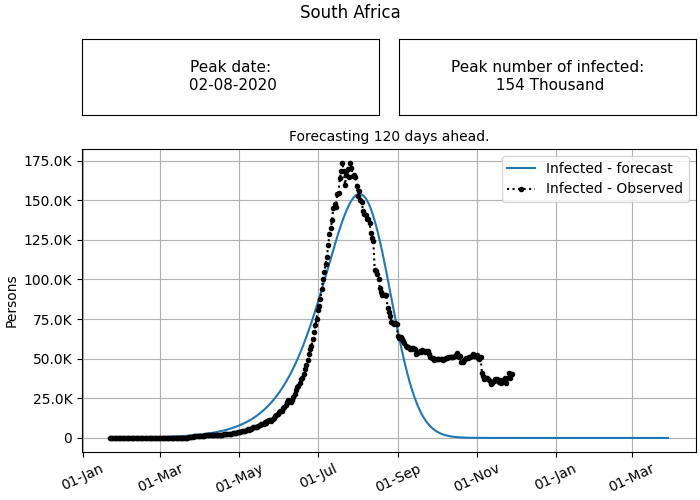 South Africa
Peak date:
02-08-2020
Peak number of infected:
154 Thousand
Forecasting 120 days ahead.
175.0K
150.0K
125.0K
100.0K
75.0K
50.0K
25.0K
0
Persons
Infected - forecast
Infected - Observed
01-Jan
01-Mar
01-May
01-Jul
01-Sep
01-Nov
01-Jan
01-Mar